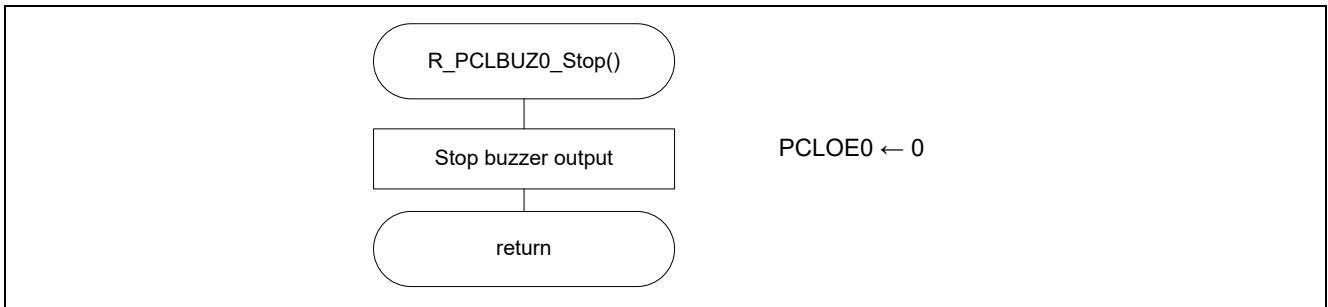 R_PCLBUZ0_Stop()
Stop buzzer output
PCLOE0 ← 0
return